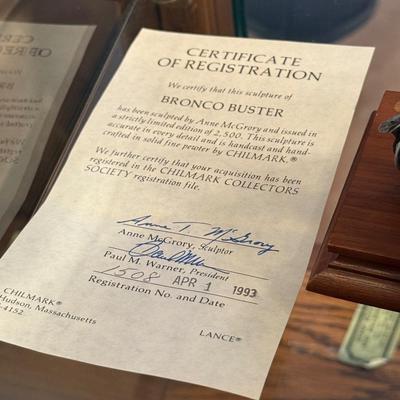 CERTIFICATE
OF REGISTRATION
We certify that this sculpture of
BRONCO BUSTER
has been sculpted by Anne McGrory and issued in
a strictly limited edition of 2,500. This sculpture is
accurate in every detail and is handcast and hand-
crafted in solid fine pewter by CHILMARK.®
We further certify that your acquisition has been
registered in the CHILMARK COLLECTORS
SOCIETY registration file.
Anne T. McGrory
Anne McGrory, Sculptor
Paul M. Warner, President
1508 APR 1 1993
Registration No. and Date
CHILMARK®
Hudson, Massachusetts
-4152
LANCE®